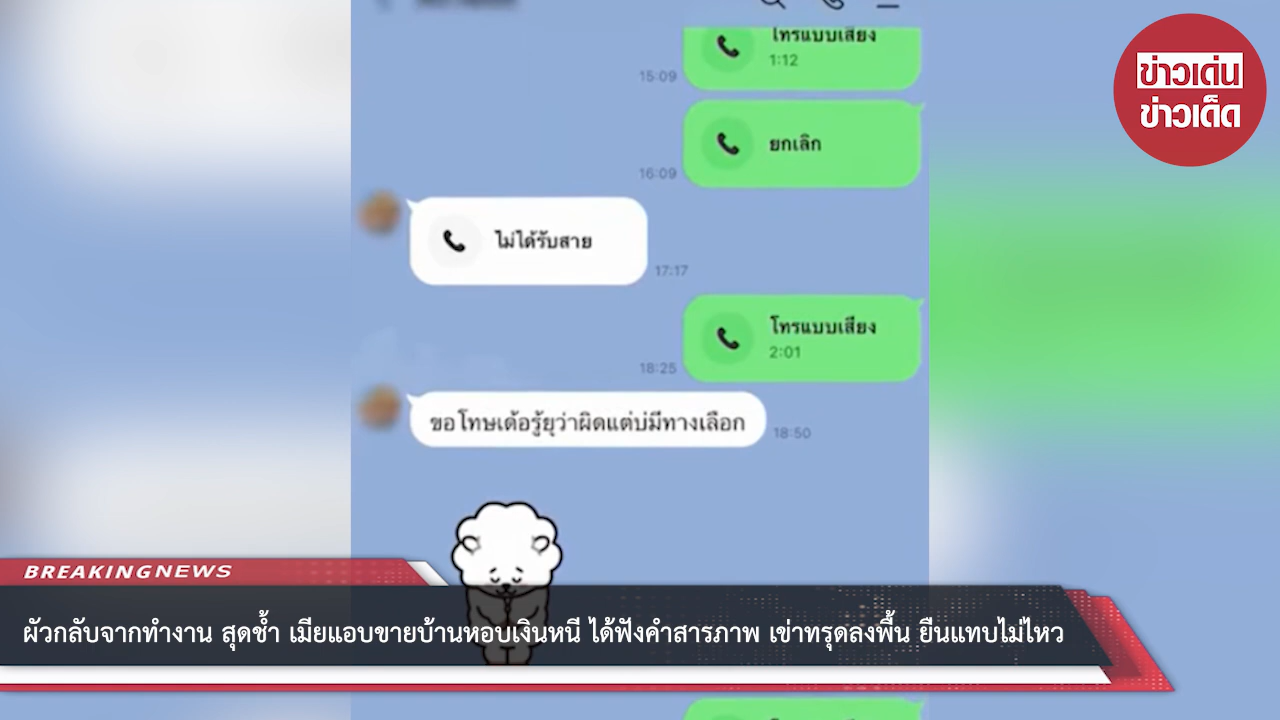 โทรแบบเสียง
1:12
15:09
ข่าวเด่น
ข่าวเด็ด
ยกเลิก
16:09
ไม่ได้รับสาย
17:17
โทรแบบเสียง
2:01
18:25
ขอโทษเด้อรู้ยุว่าผิดแต่บ่มีทางเลือก
18:50
BREAKINGNEWS
ผัวกลับจากทำงาน สุดช้ำ เมียแอบขายบ้านหอบเงินหนี ได้ฟังคำสารภาพ เข่าทรุดลงพื้น ยืนแทบไม่ไหว